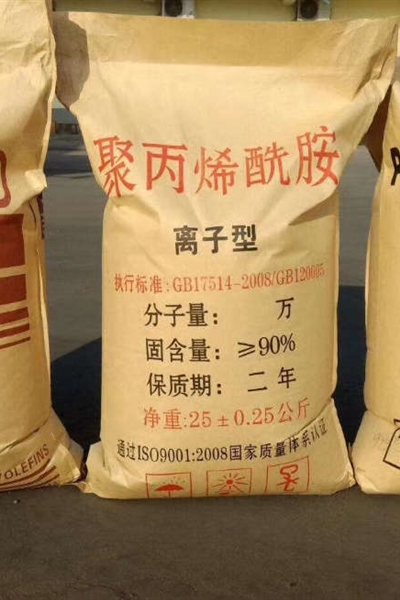 聚丙烯酰胺
离子型
执行标准:GB17514-2008/GB120005
分子量: 万
固含量: ≥90%
保质期: 二年
净重:25±0.25公斤
通过ISO9001:2008国家质量体系认证
OLEFINS